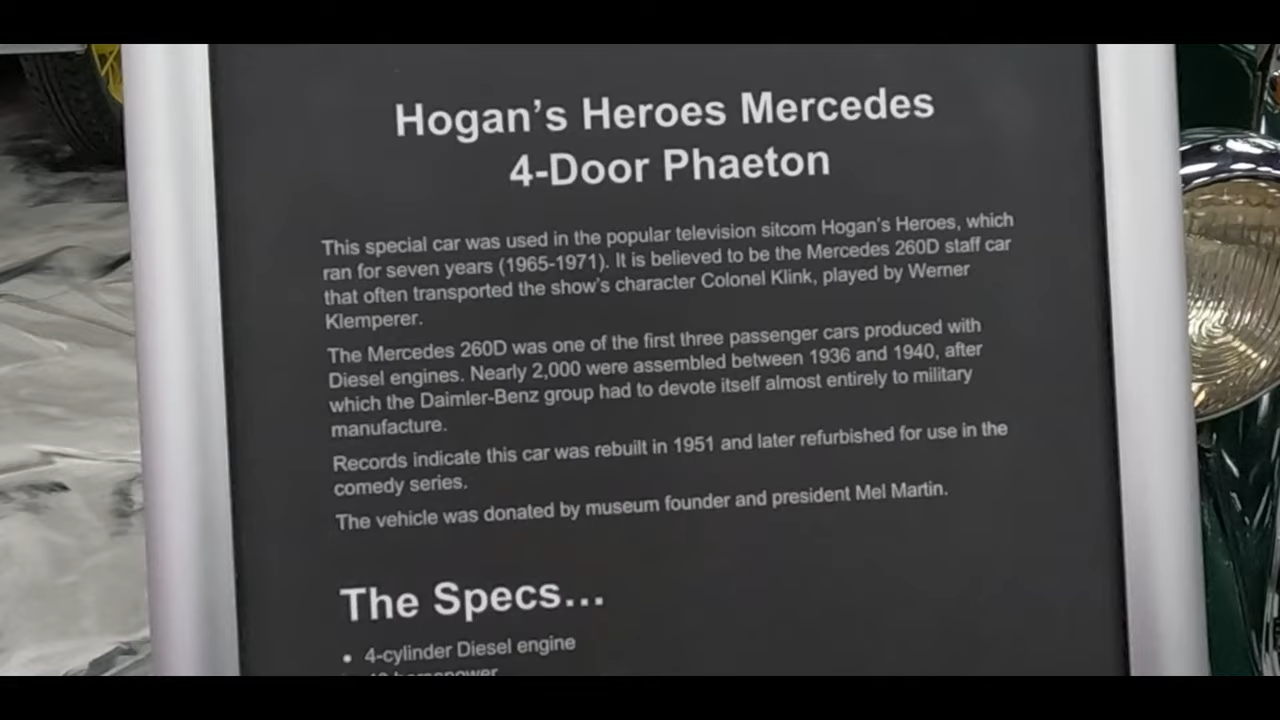 Hogan's Heroes Mercedes
4-Door Phaeton
This special car was used in the popular television sitcom Hogan's Heroes, which
ran for seven years (1965-1971). It is believed to be the Mercedes 260D staff car
that often transported the show's character Colonel Klink, played by Werner
Klemperer.
The Mercedes 260D was one of the first three passenger cars produced with
Diesel engines. Nearly 2,000 were assembled between 1936 and 1940, after
which the Daimler-Benz group had to devote itself almost entirely to military
manufacture.
Records indicate this car was rebuilt in 1951 and later refurbished for use in the
comedy series.
The vehicle was donated by museum founder and president Mel Martin.
The Specs...
• 4-cylinder Diesel engine
horsepower